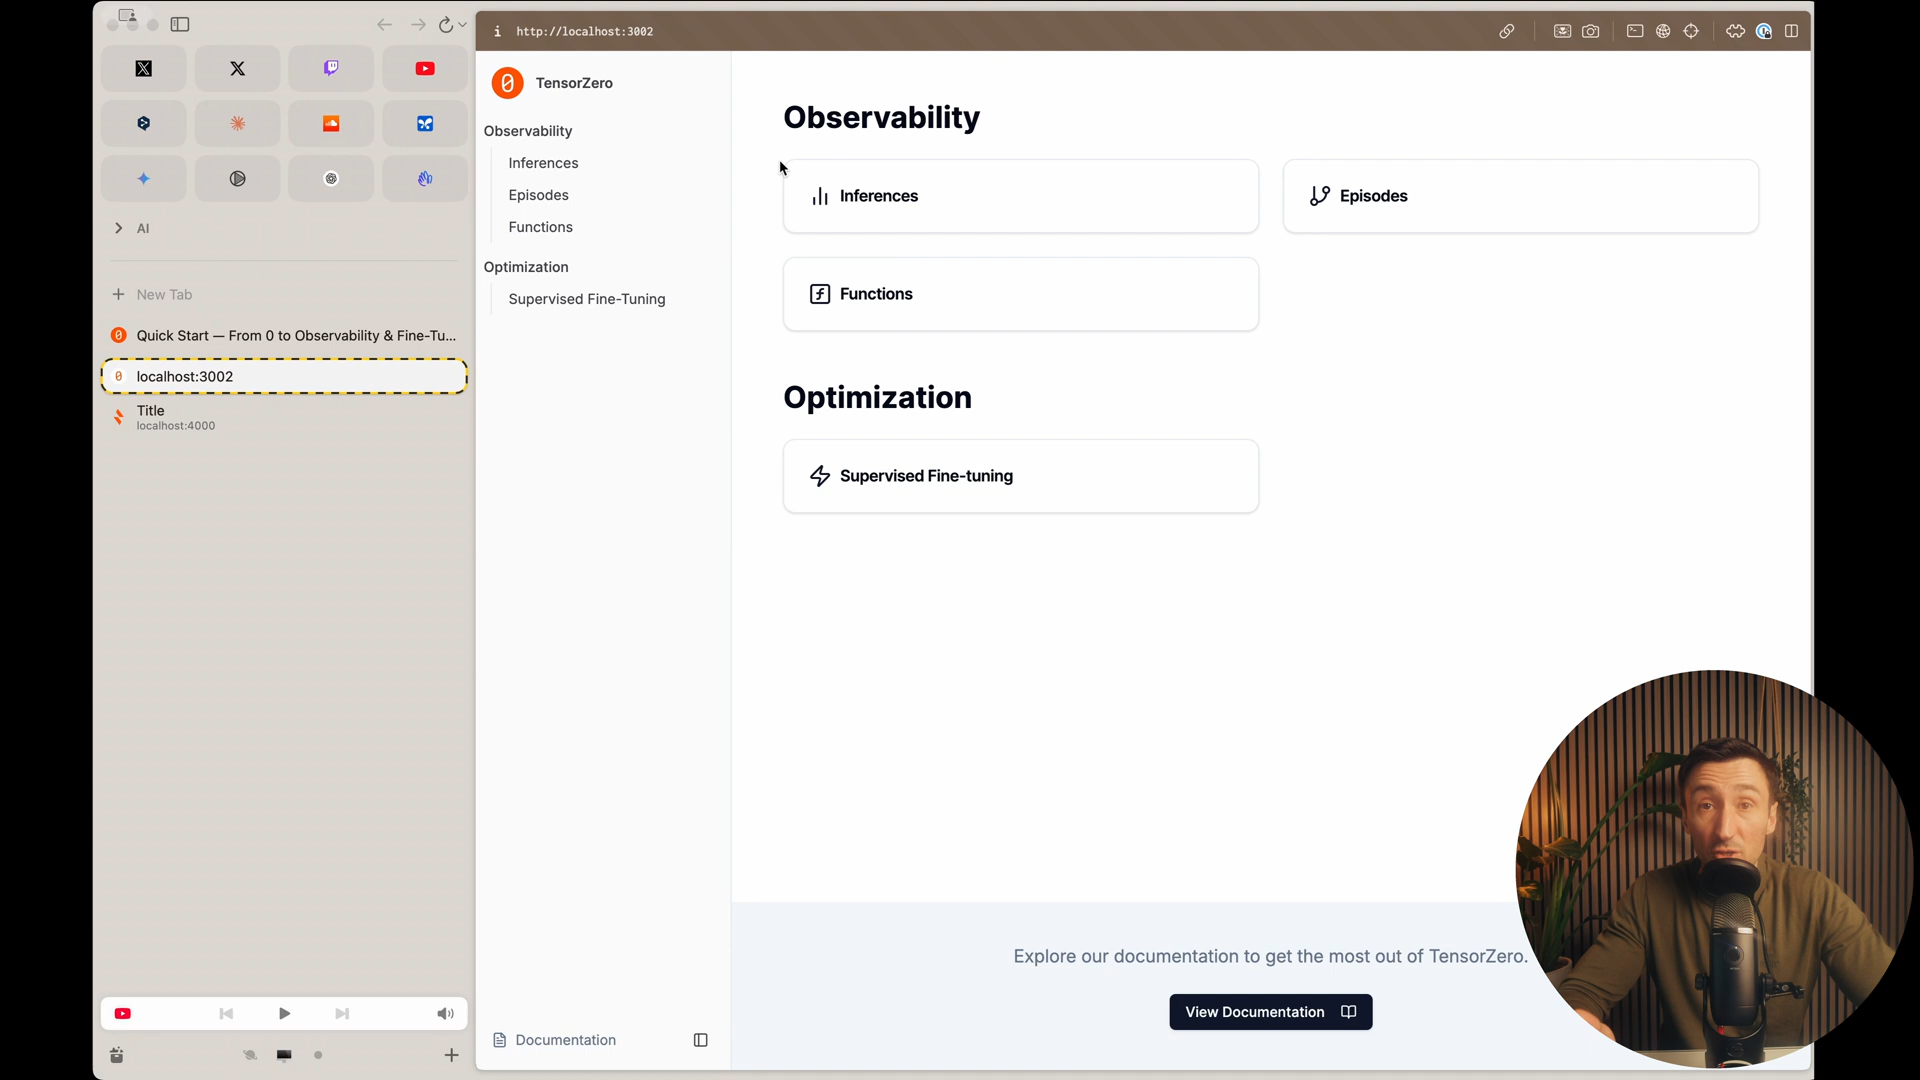 AI
New Tab
Quick Start — From 0 to Observability & Fine-Tu...
localhost:3002
Title
localhost:4000
http://localhost:3002
TensorZero
Observability
Inferences
Episodes
Functions
Optimization
Supervised Fine-Tuning
Documentation
Observability
Inferences
Episodes
Functions
Optimization
Supervised Fine-tuning
Explore our documentation to get the most out of TensorZero.
View Documentation